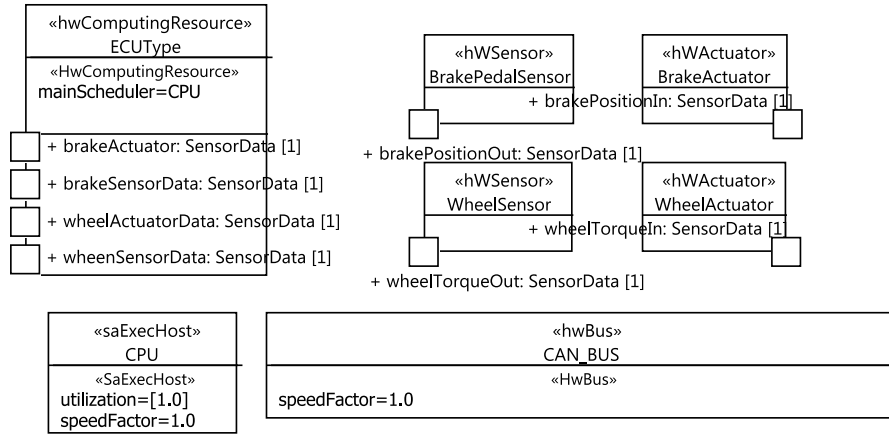 «hwComputingResource»
ECUType
«HwComputingResource»
mainScheduler=CPU
+ brakeActuator: SensorData [1]
+ brakeSensorData: SensorData [1]
+ wheelActuatorData: SensorData [1]
+ wheenSensorData: SensorData [1]
«hWSensor»
BrakePedalSensor
+ brakePositionOut: SensorData [1]
«hWActuator»
BrakeActuator
+ brakePositionIn: SensorData [1]
«hWSensor»
WheelSensor
+ wheelTorqueOut: SensorData [1]
«hWActuator»
WheelActuator
+ wheelTorqueIn: SensorData [1]
«saExecHost»
CPU
«SaExecHost»
utilization=[1.0]
speedFactor=1.0
«hwBus»
CAN_BUS
«HwBus»
speedFactor=1.0